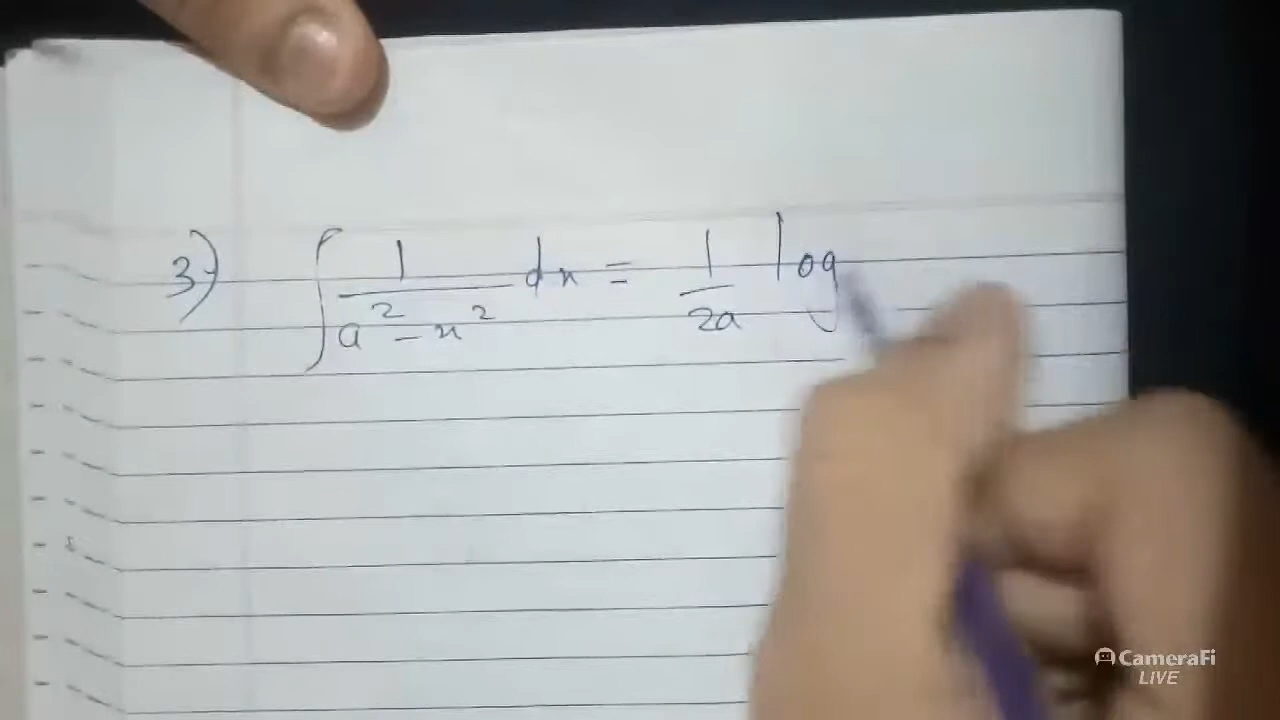 3) ∫ 1/(a² - x²) dx = 1/2a log
CameraFi
LIVE